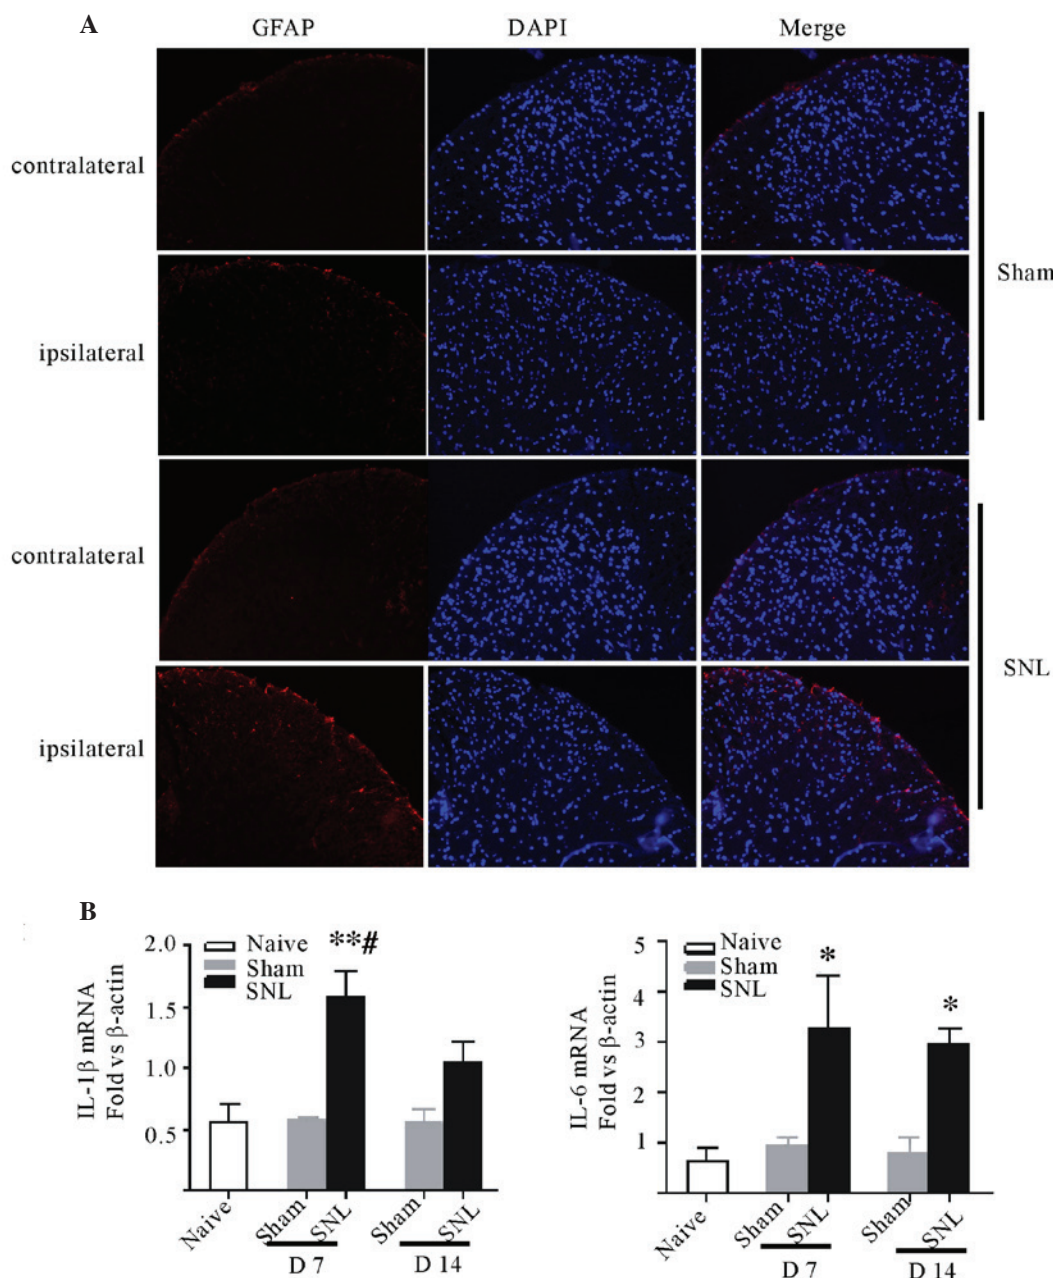 A
GFAP DAPI Merge
contralateral
Sham
ipsilateral
contralateral
SNL
ipsilateral
B
2.0
1.5
1.0
0.5
IL-1β mRNA
Fold vs β-actin
Naive
Sham
SNL
**#
Naive Sham SNL Sham SNL
D 7 D 14
5
4
3
2
1
IL-6 mRNA
Fold vs β-actin
Naive
Sham
SNL
*
*
Naive Sham SNL Sham SNL
D 7 D 14